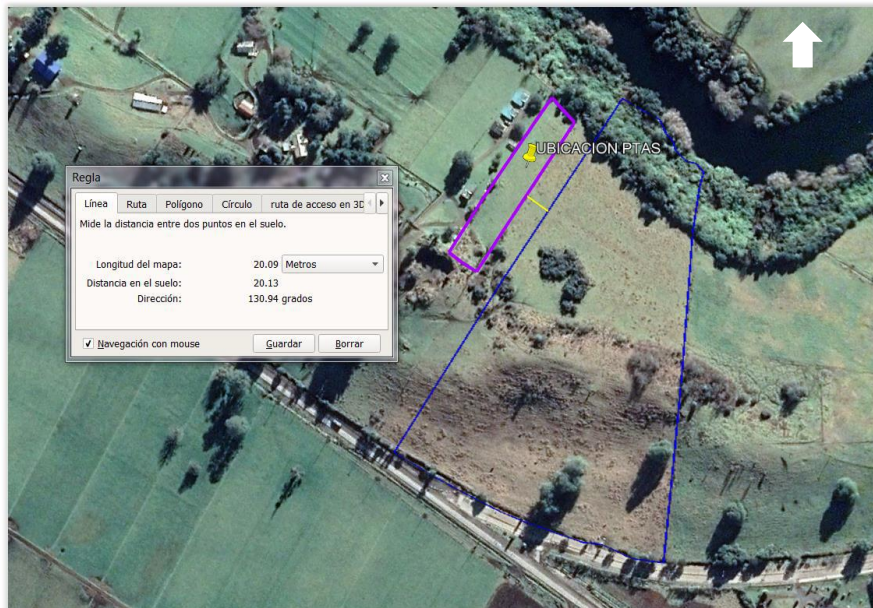 UBICACION PTAS
Regla
Línea Ruta Polígono Círculo ruta de acceso en 3D
Mide la distancia entre dos puntos en el suelo.
Longitud del mapa: 20.09 Metros
Distancia en el suelo: 20.13
Dirección: 130.94 grados
Navegación con mouse Guardar Borrar